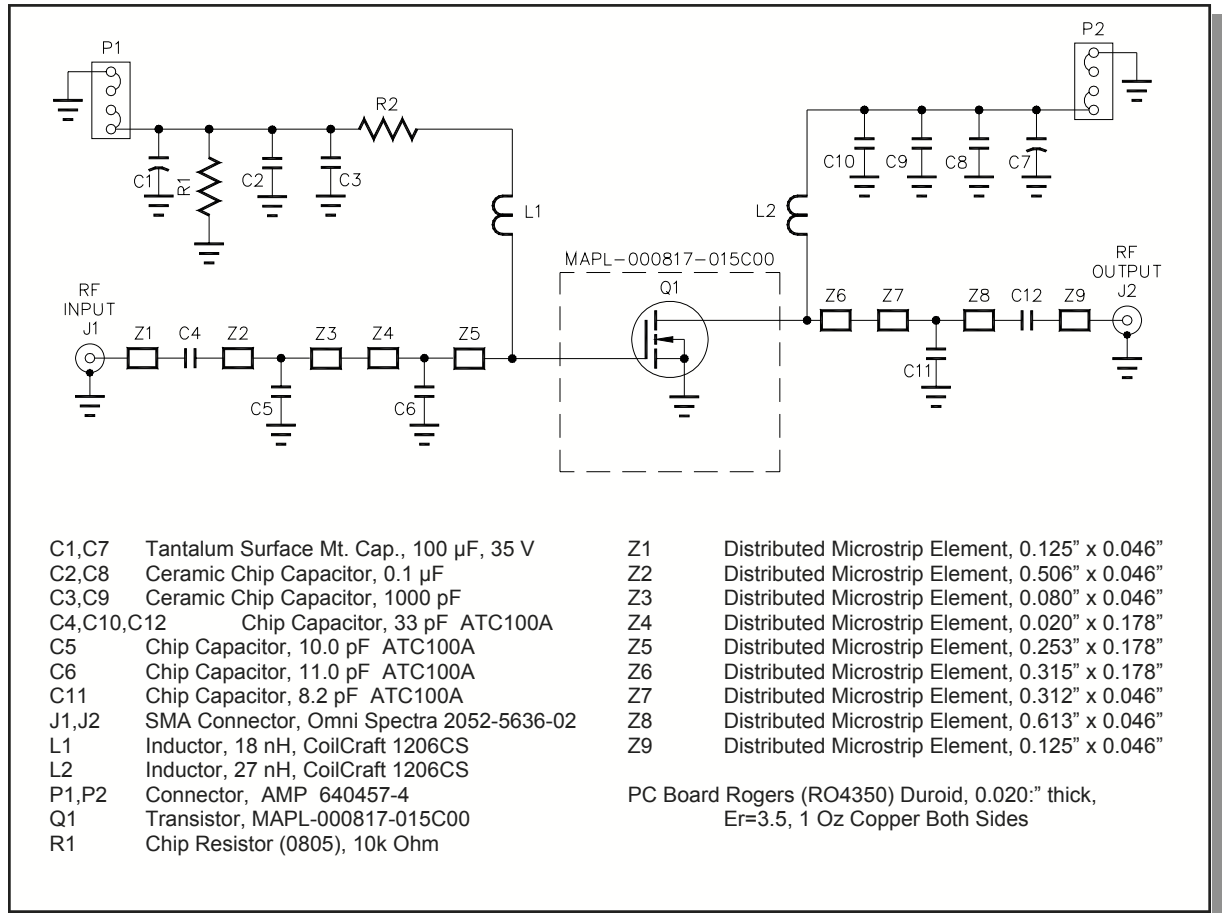 P1
P2
R2
C1
R1
C2
C3
L1
C10
C9
C8
C7
L2
MAPL-000817-015C00
Q1
RF
INPUT
J1
Z1
C4
Z2
Z3
Z4
Z5
C5
C6
Z6
Z7
Z8
C12
Z9
C11
RF
OUTPUT
J2
C1,C7 Tantalum Surface Mt. Cap., 100 µF, 35 V
C2,C8 Ceramic Chip Capacitor, 0.1 µF
C3,C9 Ceramic Chip Capacitor, 1000 pF
C4,C10,C12 Chip Capacitor, 33 pF ATC100A
C5 Chip Capacitor, 10.0 pF ATC100A
C6 Chip Capacitor, 11.0 pF ATC100A
C11 Chip Capacitor, 8.2 pF ATC100A
J1,J2 SMA Connector, Omni Spectra 2052-5636-02
L1 Inductor, 18 nH, CoilCraft 1206CS
L2 Inductor, 27 nH, CoilCraft 1206CS
P1,P2 Connector, AMP 640457-4
Q1 Transistor, MAPL-000817-015C00
R1 Chip Resistor (0805), 10k Ohm
Z1 Distributed Microstrip Element, 0.125” x 0.046”
Z2 Distributed Microstrip Element, 0.506” x 0.046”
Z3 Distributed Microstrip Element, 0.080” x 0.046”
Z4 Distributed Microstrip Element, 0.020” x 0.178”
Z5 Distributed Microstrip Element, 0.253” x 0.178”
Z6 Distributed Microstrip Element, 0.315” x 0.178”
Z7 Distributed Microstrip Element, 0.312” x 0.046”
Z8 Distributed Microstrip Element, 0.613” x 0.046”
Z9 Distributed Microstrip Element, 0.125” x 0.046”
PC Board Rogers (RO4350) Duroid, 0.020:” thick,
Er=3.5, 1 Oz Copper Both Sides